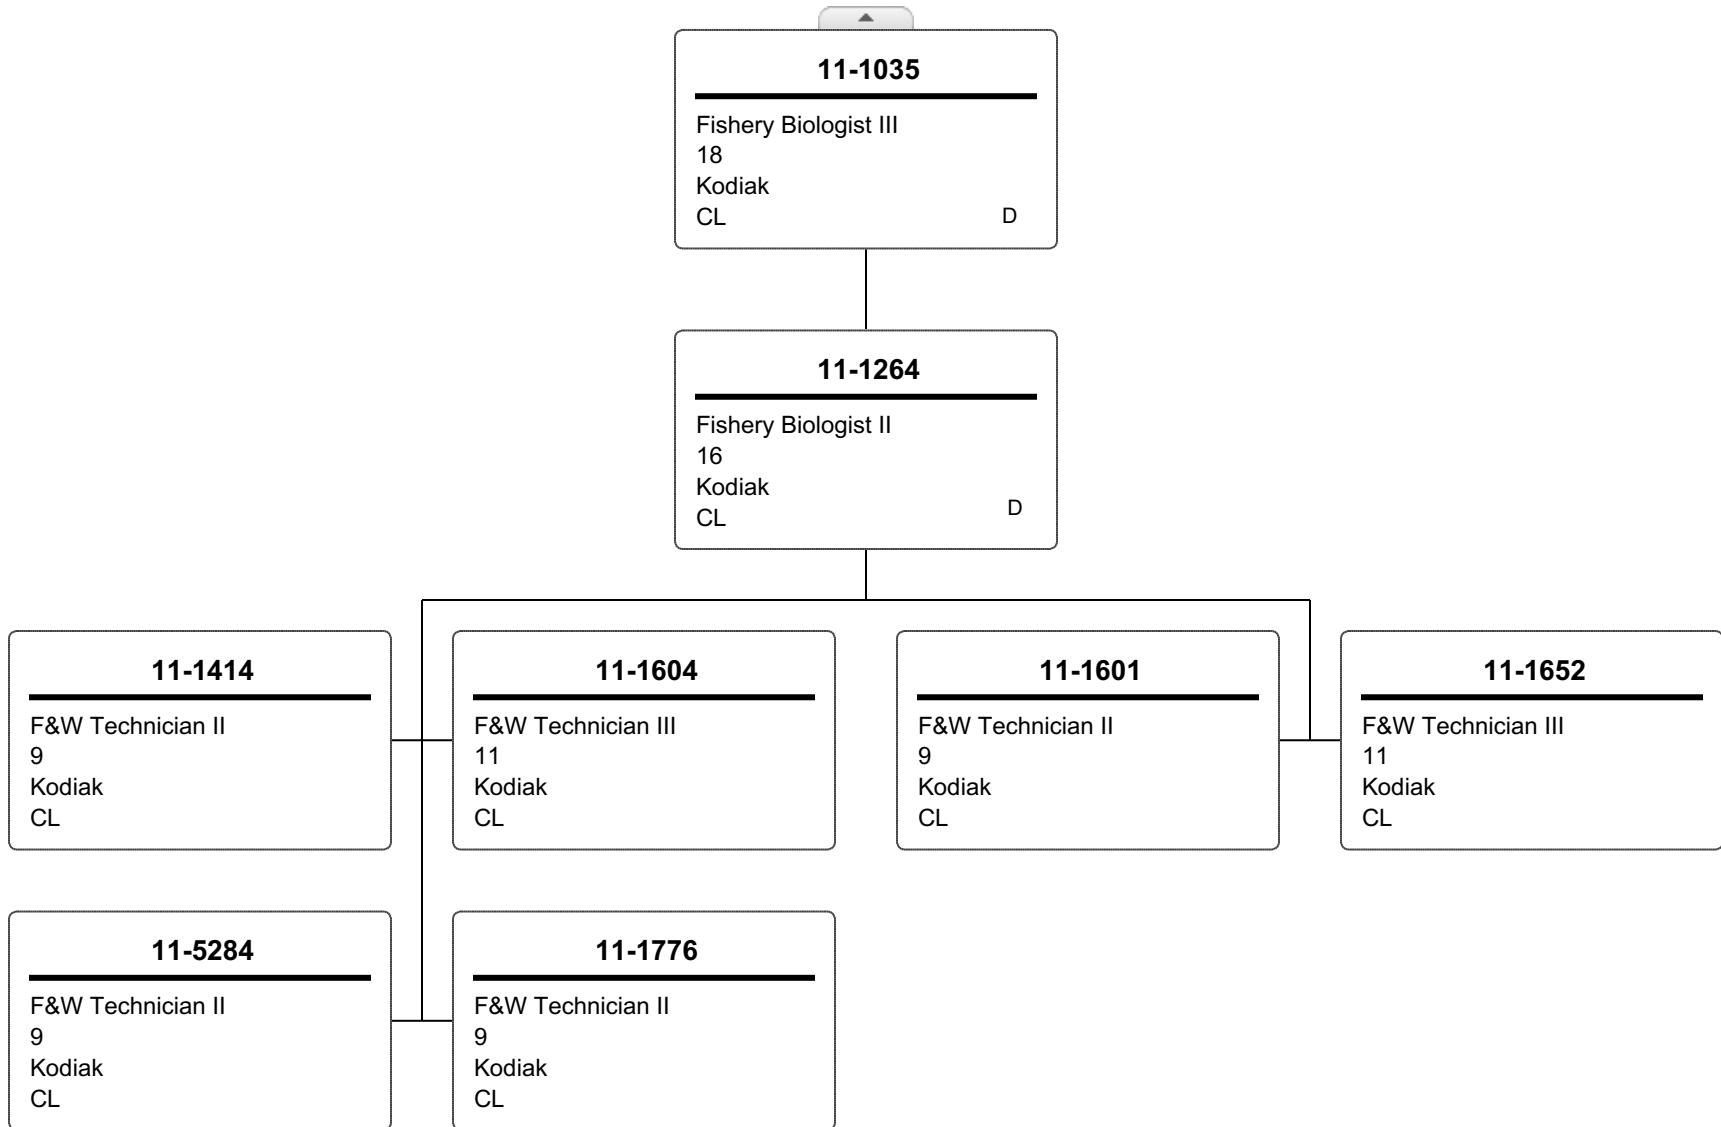 11-1035
Fishery Biologist III
18
Kodiak
CL D
11-1264
Fishery Biologist II
16
Kodiak
CL D
11-1414
F&W Technician II
9
Kodiak
CL
11-1604
F&W Technician III
11
Kodiak
CL
11-1601
F&W Technician II
9
Kodiak
CL
11-1652
F&W Technician III
11
Kodiak
CL
11-5284
F&W Technician II
9
Kodiak
CL
11-1776
F&W Technician II
9
Kodiak
CL